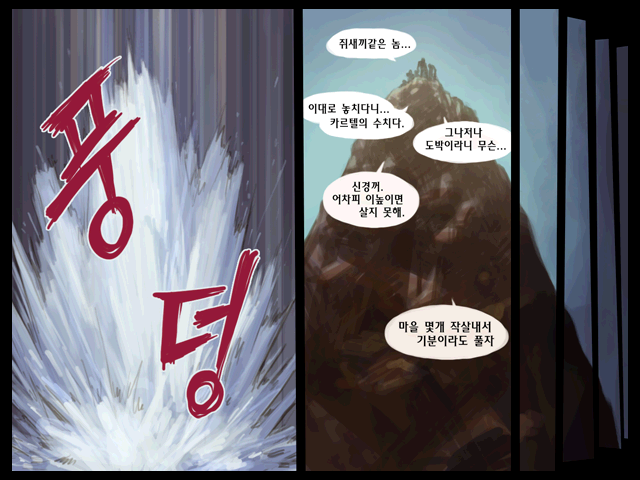 풍
덩
쥐새끼같은 놈...
이대로 놓치다니...
카르텔의 수치다.
그나저나
도박이라니 무슨...
신경꺼.
어차피 이높이면
살지 못해.
마을 몇개 작살내서
기분이라도 풀자